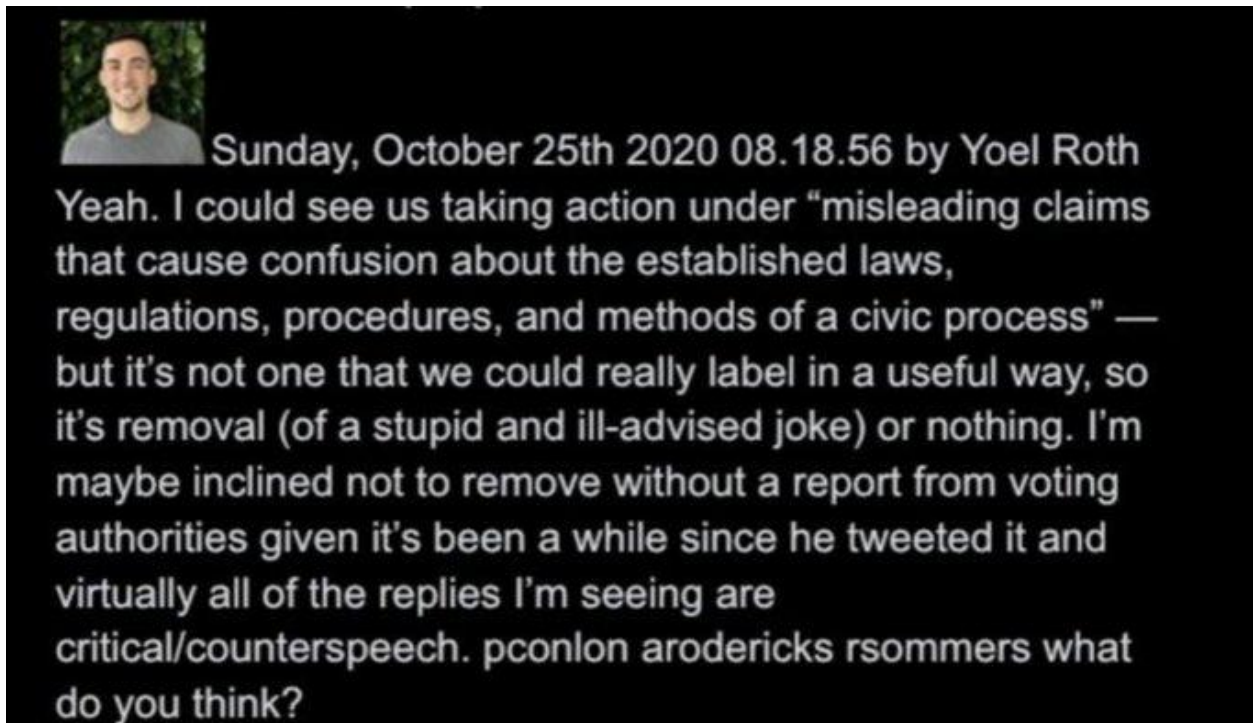 Sunday, October 25th 2020 08.18.56 by Yoel Roth
Yeah. I could see us taking action under “misleading claims
that cause confusion about the established laws,
regulations, procedures, and methods of a civic process” —
but it’s not one that we could really label in a useful way, so
it’s removal (of a stupid and ill-advised joke) or nothing. I’m
maybe inclined not to remove without a report from voting
authorities given it’s been a while since he tweeted it and
virtually all of the replies I’m seeing are
critical/counterspeech. pconlon arodericks rsommers what
do you think?